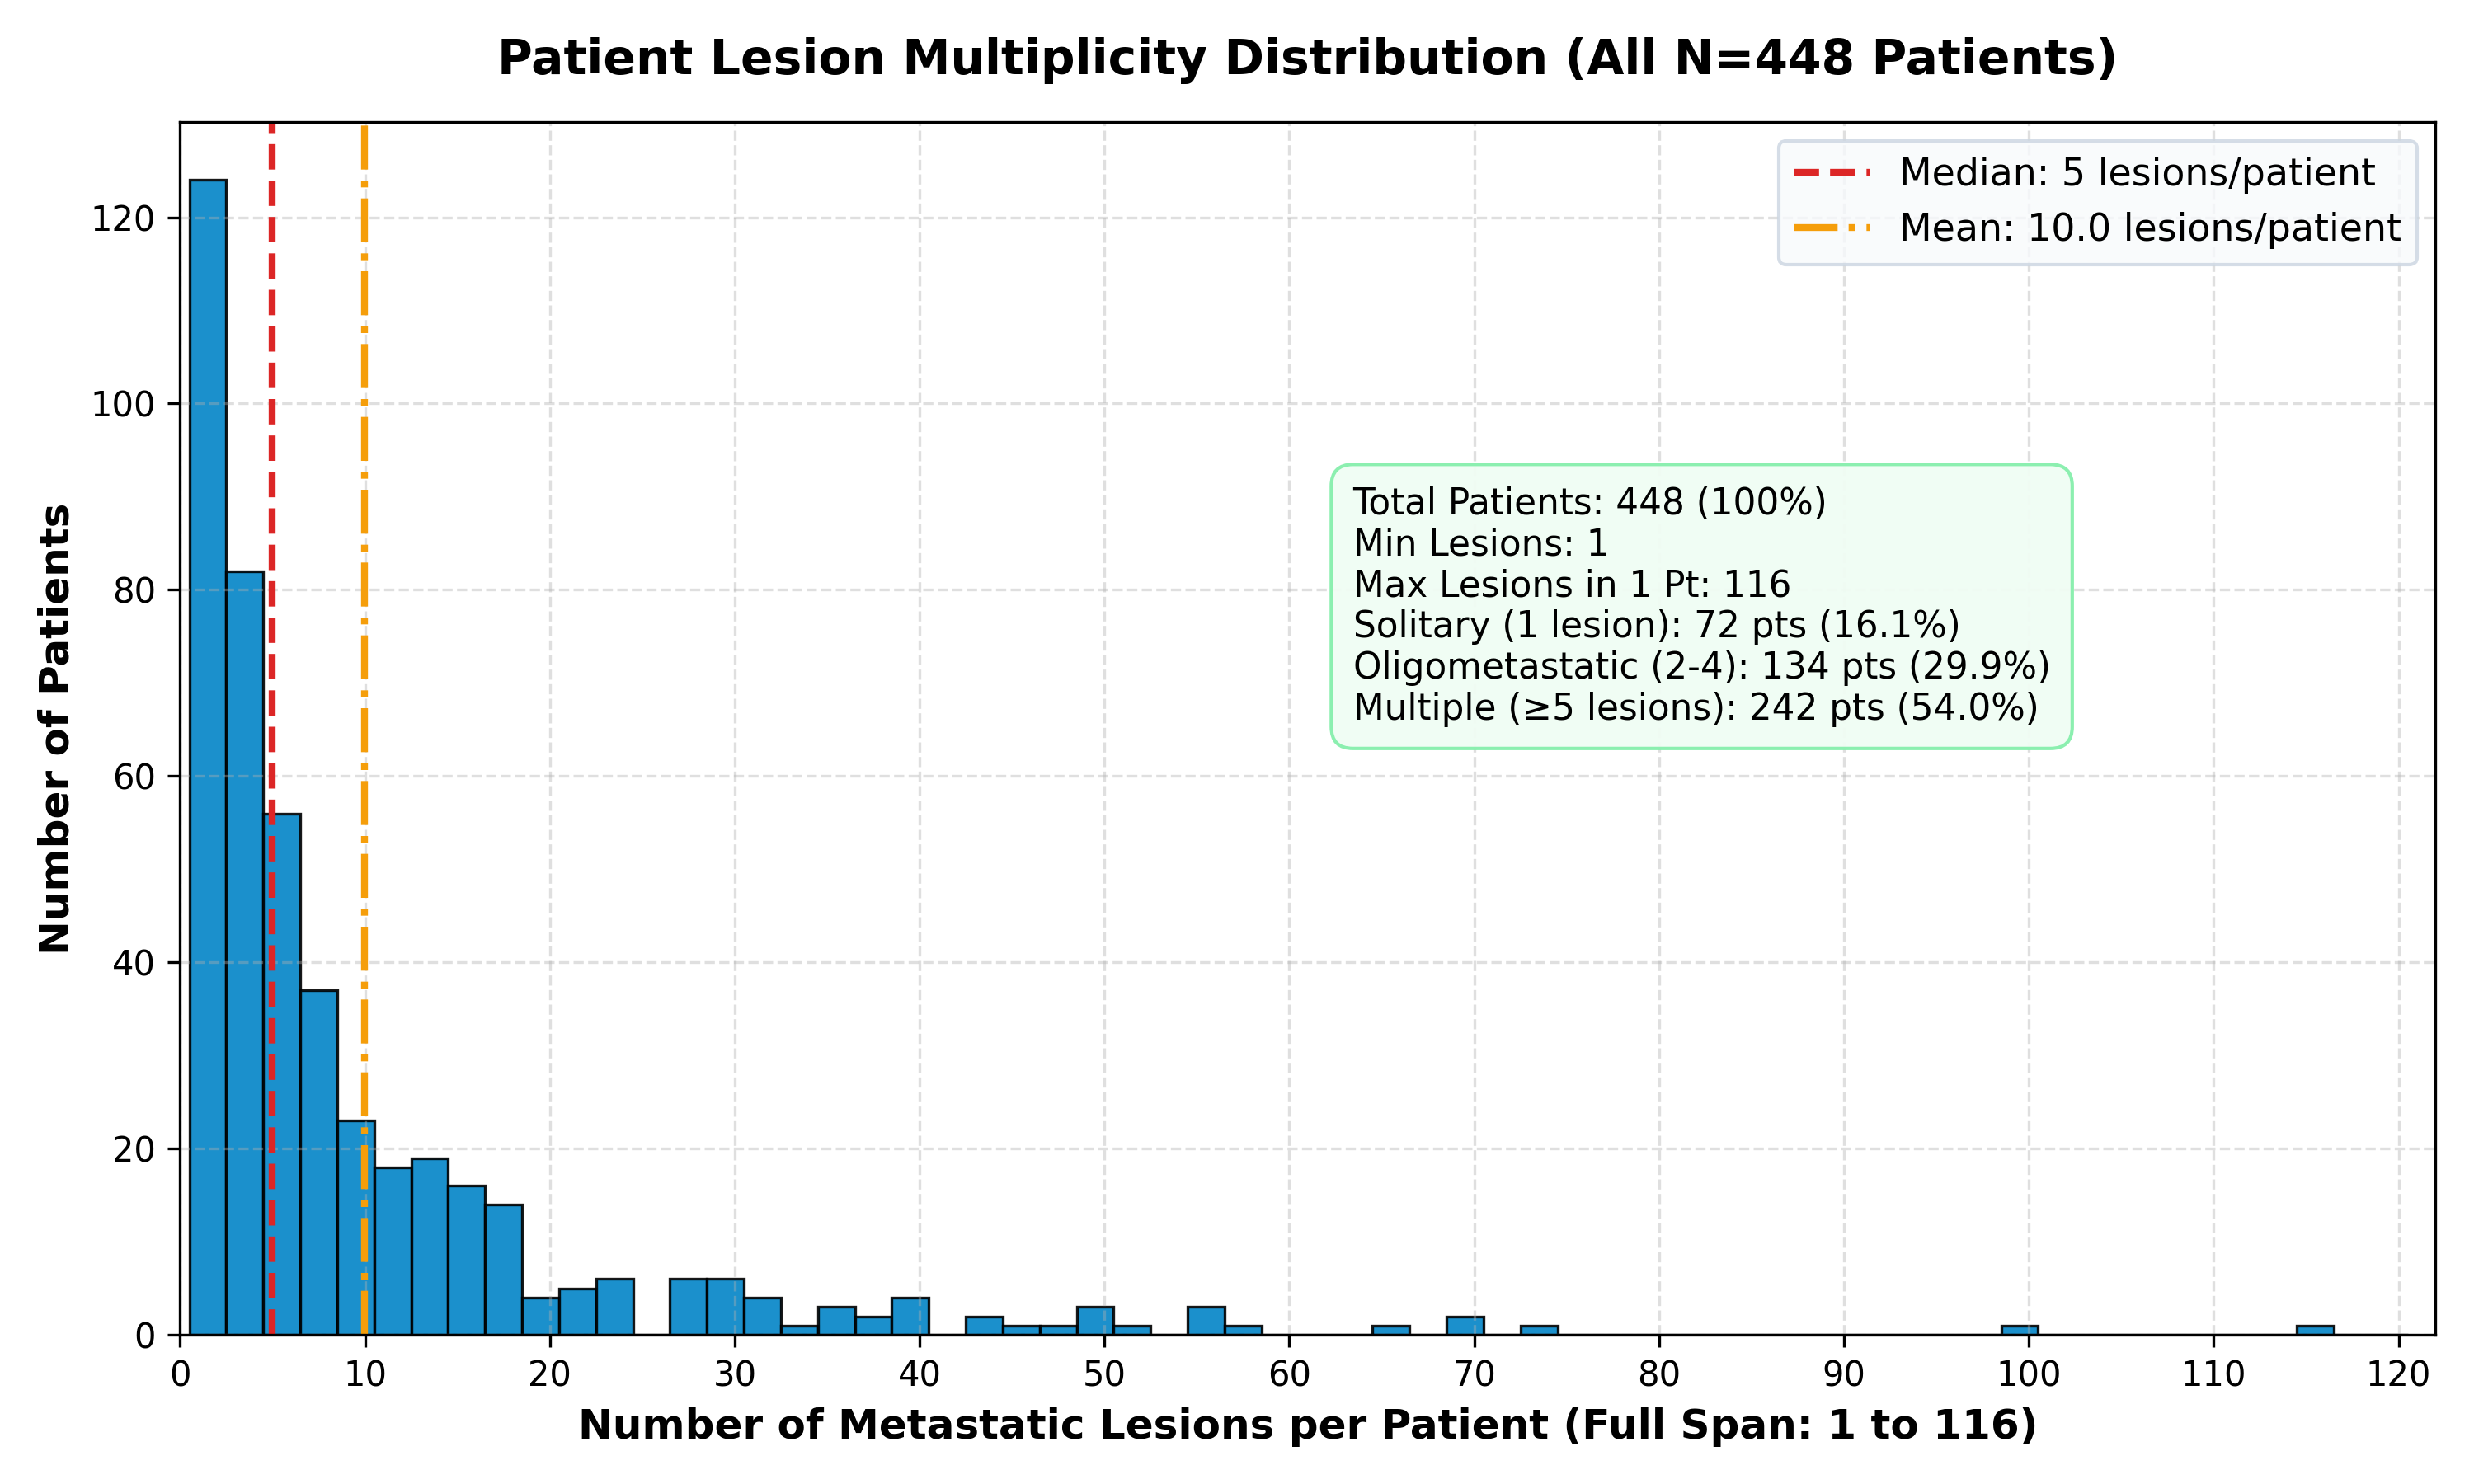 Patient Lesion Multiplicity Distribution (All N=448 Patients)
Median: 5 lesions/patient
Mean: 10.0 lesions/patient
Total Patients: 448 (100%)
Min Lesions: 1
Max Lesions in 1 Pt: 116
Solitary (1 lesion): 72 pts (16.1%)
Oligometastatic (2-4): 134 pts (29.9%)
Multiple (≥5 lesions): 242 pts (54.0%)
Number of Patients
120
100
80
60
40
20
0
0 10 20 30 40 50 60 70 80 90 100 110 120
Number of Metastatic Lesions per Patient (Full Span: 1 to 116)